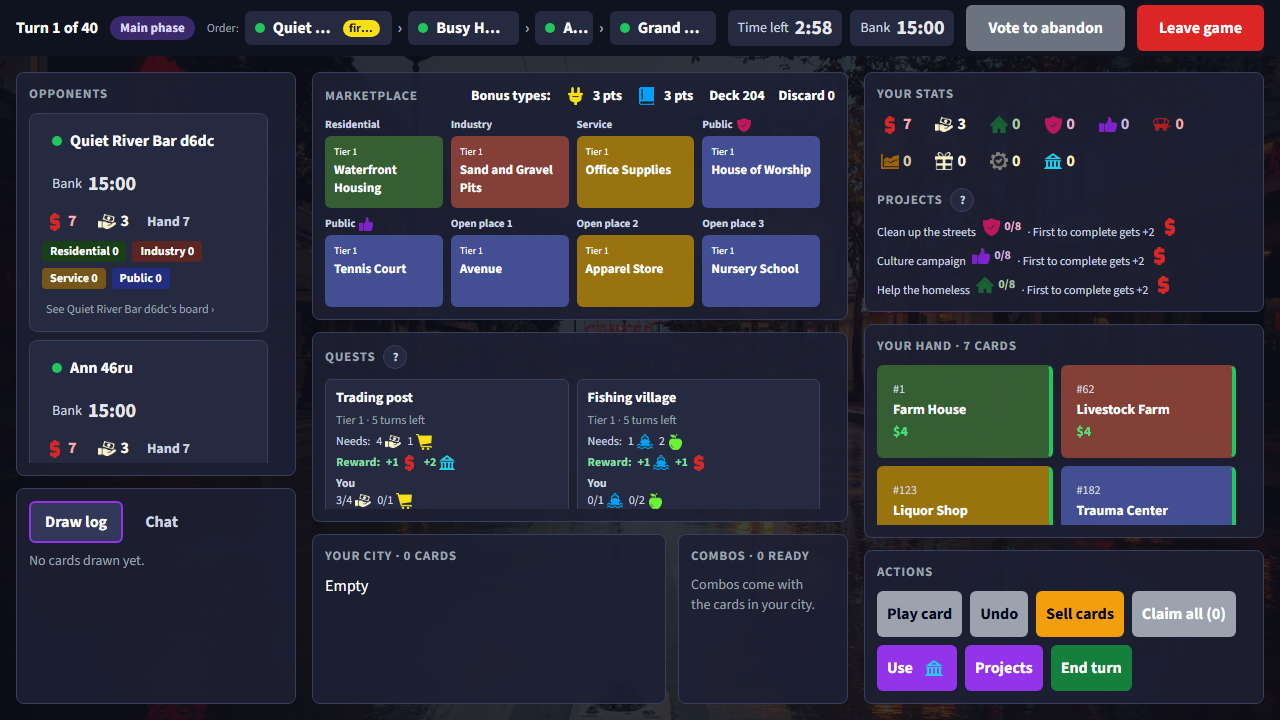 Turn 1 of 40 Main phase Order: Quiet ... fir... › Busy H... › A... › Grand ... Time left 2:58 Bank 15:00 Vote to abandon Leave game
OPPONENTS
Quiet River Bar d6dc
Bank 15:00
7 3 Hand 7
Residential 0 Industry 0
Service 0 Public 0
See Quiet River Bar d6dc's board ›
Ann 46ru
Bank 15:00
7 3 Hand 7
Draw log Chat
No cards drawn yet.
MARKETPLACE Bonus types: 3 pts 3 pts Deck 204 Discard 0
Residential Industry Service Public
Tier 1 Tier 1 Tier 1 Tier 1
Waterfront Housing Sand and Gravel Pits Office Supplies House of Worship
Public Open place 1 Open place 2 Open place 3
Tier 1 Tier 1 Tier 1 Tier 1
Tennis Court Avenue Apparel Store Nursery School
QUESTS ?
Trading post
Tier 1 · 5 turns left
Needs: 4 1
Reward: +1 +2
You
3/4 0/1
Fishing village
Tier 1 · 5 turns left
Needs: 1 2
Reward: +1 +1
You
0/1 0/2
YOUR CITY · 0 CARDS
Empty
COMBOS · 0 READY
Combos come with
the cards in your city.
YOUR STATS
7 3 0 0 0 0
0 0 0 0
PROJECTS ?
Clean up the streets 0/8 · First to complete gets +2
Culture campaign 0/8 · First to complete gets +2
Help the homeless 0/8 · First to complete gets +2
YOUR HAND · 7 CARDS
#1 #62
Farm House Livestock Farm
$4 $4
#123 #182
Liquor Shop Trauma Center
ACTIONS
Play card Undo Sell cards Claim all (0)
Use Projects End turn